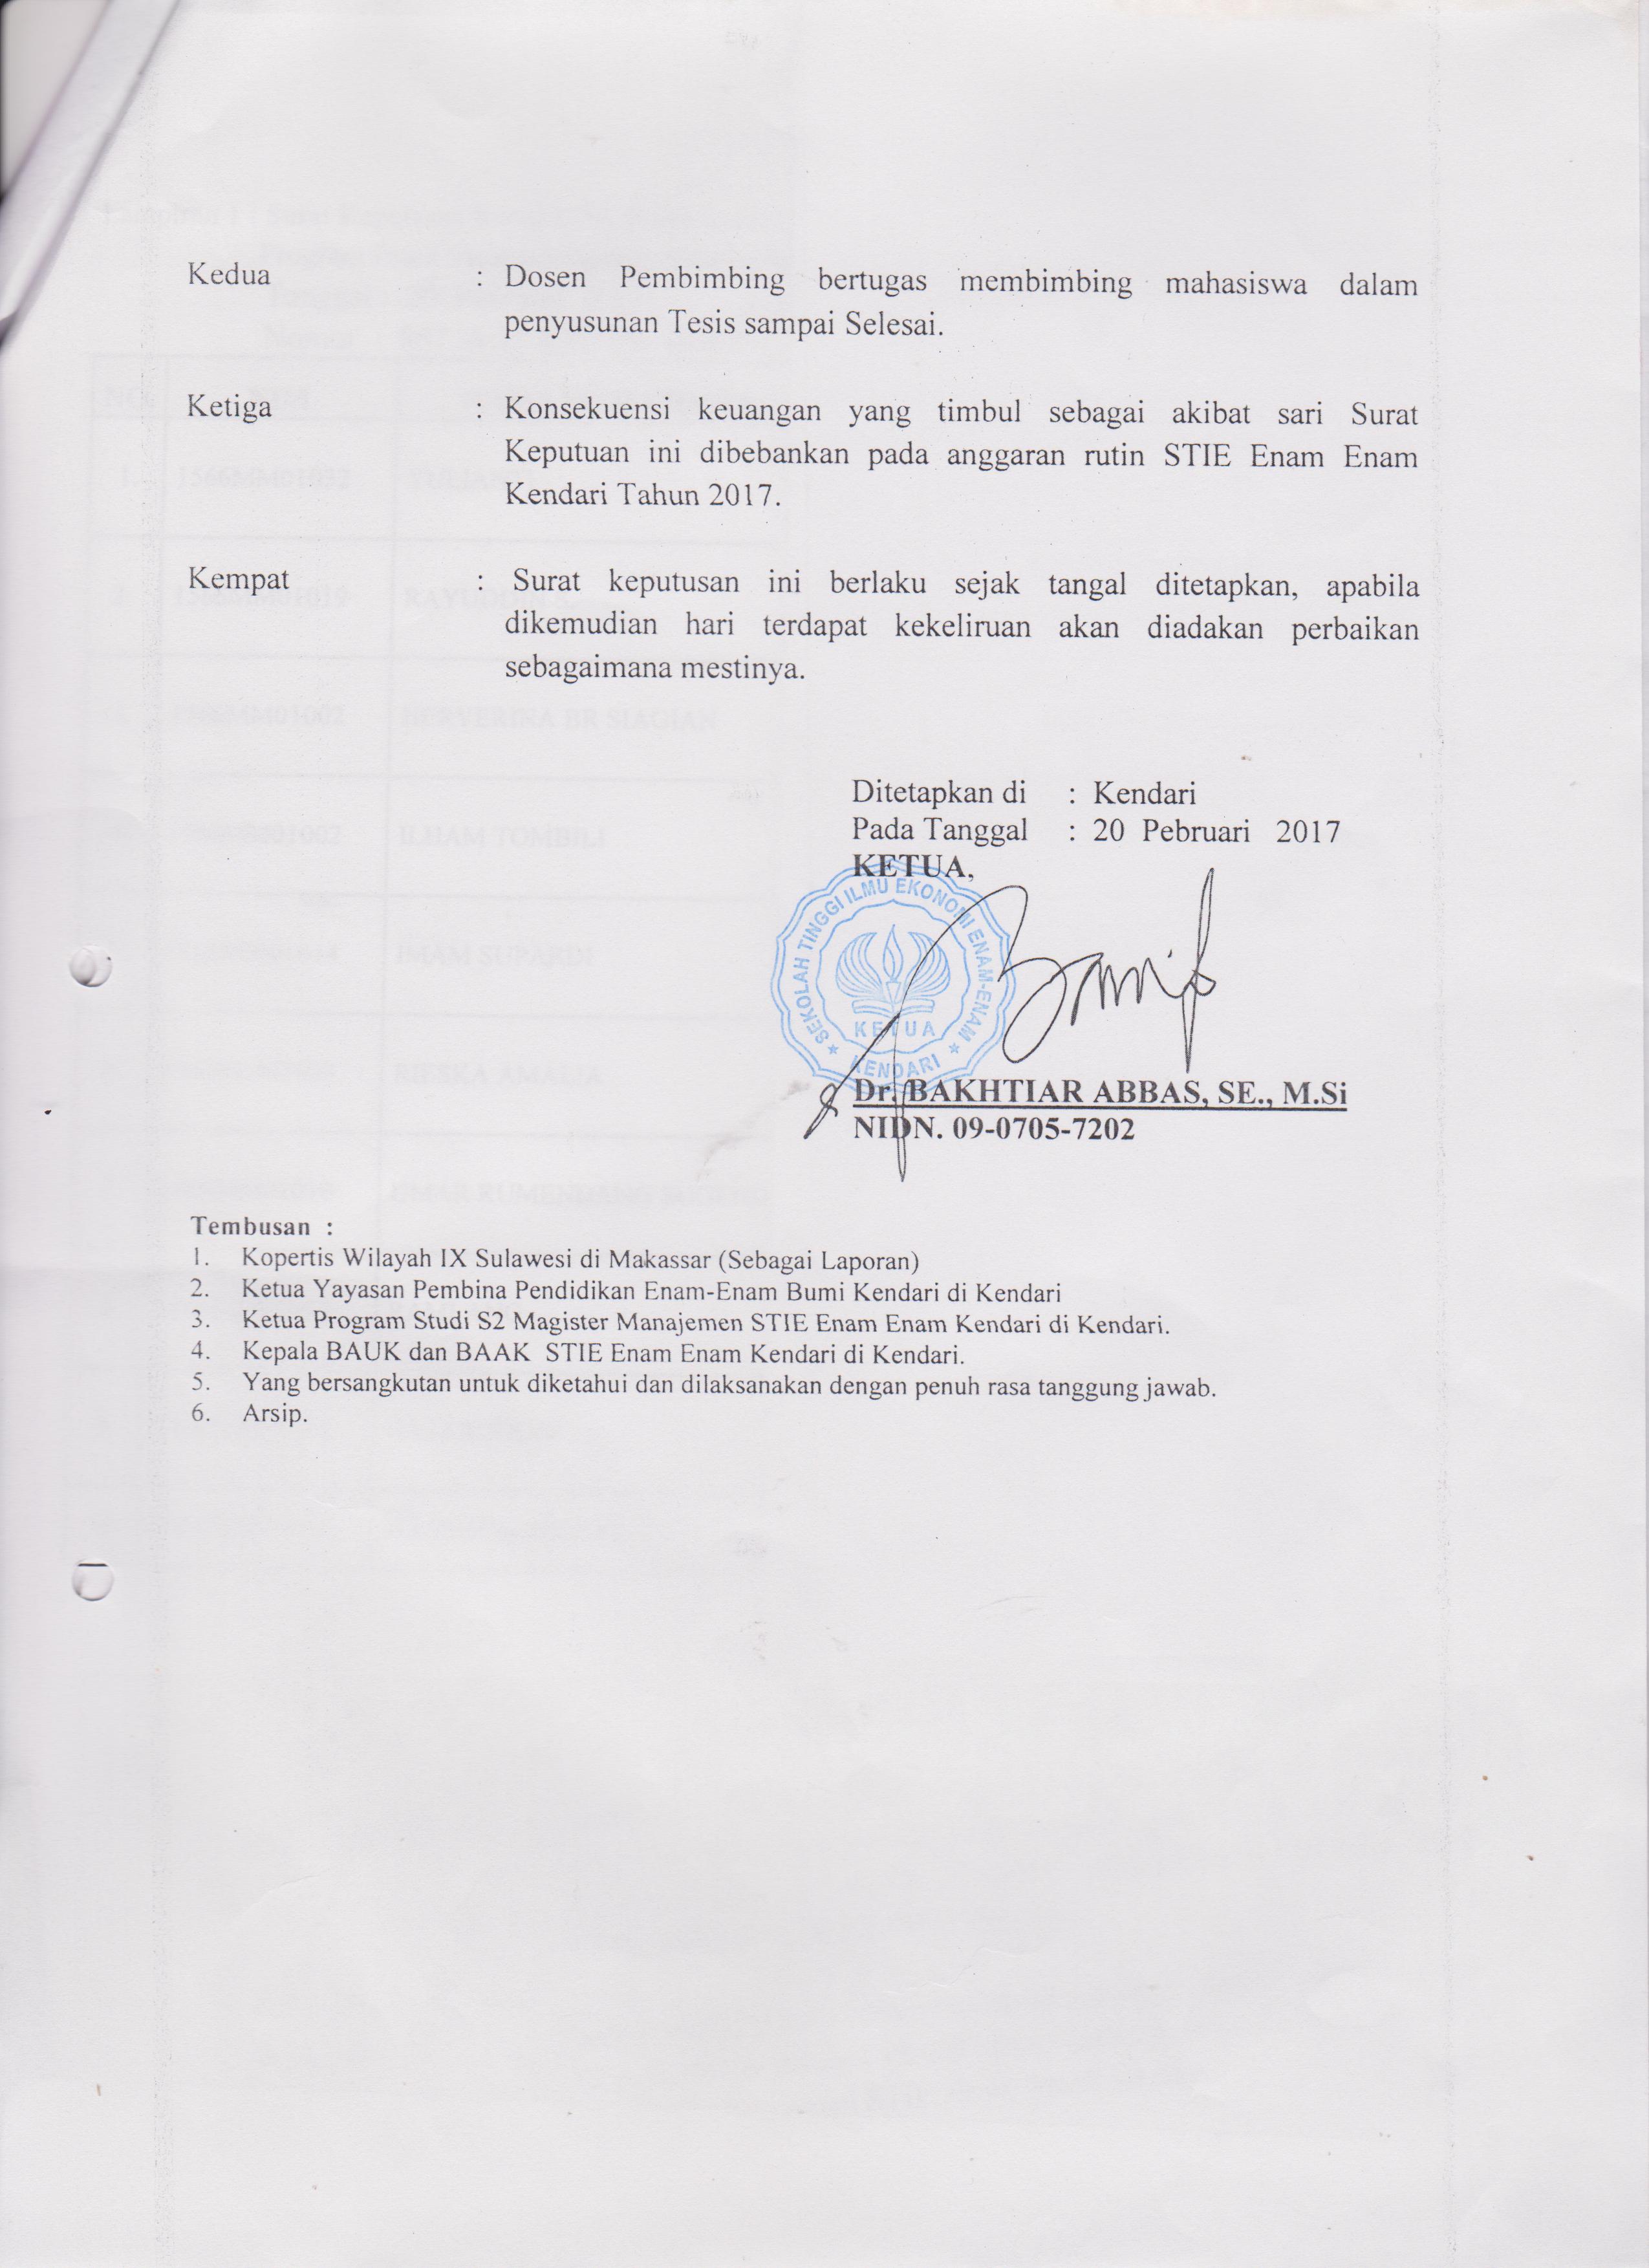 Kedua : Dosen Pembimbing bertugas membimbing mahasiswa dalam
penyusunan Tesis sampai Selesai.
Ketiga : Konsekuensi keuangan yang timbul sebagai akibat sari Surat
Keputuan ini dibebankan pada anggaran rutin STIE Enam Enam
Kendari Tahun 2017.
Kempat : Surat keputusan ini berlaku sejak tangal ditetapkan, apabila
dikemudian hari terdapat kekeliruan akan diadakan perbaikan
sebagaimana mestinya.
Ditetapkan di : Kendari
Pada Tanggal : 20 Pebruari 2017
KETUA,
SEKOLAH TINGGI ILMU EKONOMI ENAM-ENAM
KETUA
KENDARI
Dr. BAKHTIAR ABBAS, SE., M.Si
NIDN. 09-0705-7202
Tembusan :
1. Kopertis Wilayah IX Sulawesi di Makassar (Sebagai Laporan)
2. Ketua Yayasan Pembina Pendidikan Enam-Enam Bumi Kendari di Kendari
3. Ketua Program Studi S2 Magister Manajemen STIE Enam Enam Kendari di Kendari.
4. Kepala BAUK dan BAAK STIE Enam Enam Kendari di Kendari.
5. Yang bersangkutan untuk diketahui dan dilaksanakan dengan penuh rasa tanggung jawab.
6. Arsip.